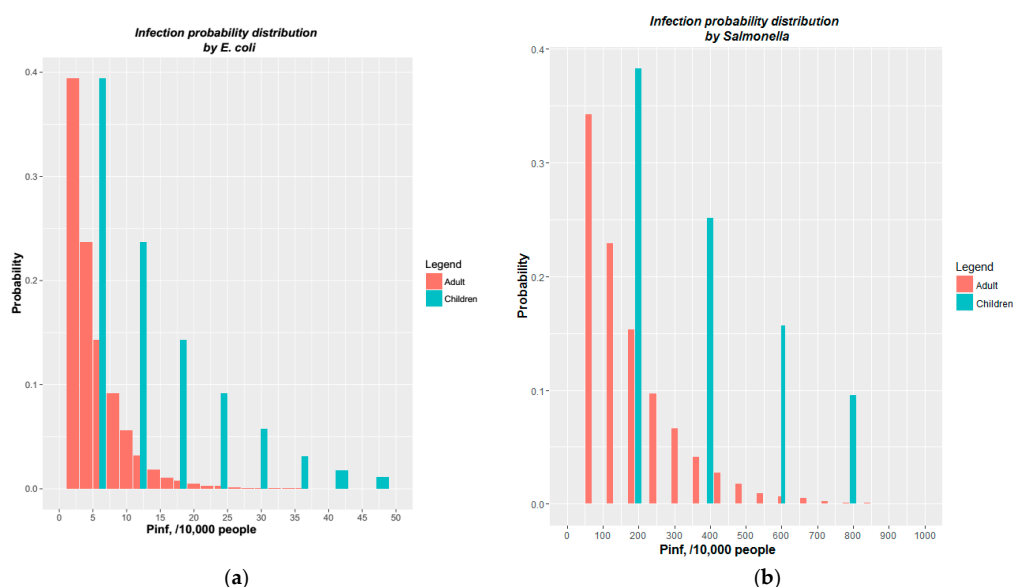 Infection probability distribution
by E. coli
0.4
0.3
0.2
0.1
0.0
Probability
0 5 10 15 20 25 30 35 40 45 50
Pinf, /10,000 people
Legend
Adult
Children
(a)
Infection probability distribution
by Salmonella
0.4
0.3
0.2
0.1
0.0
Probability
0 100 200 300 400 500 600 700 800 900 1000
Pinf, /10,000 people
Legend
Adult
Children
(b)